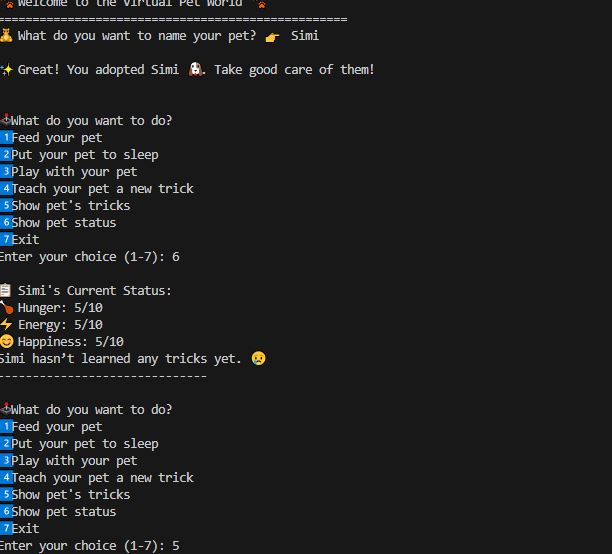 🐾 Welcome to the Virtual Pet World 🐾
===================================================
🧸 What do you want to name your pet? 👉 Simi
✨ Great! You adopted Simi 🐶. Take good care of them!
🕹️What do you want to do?
1️⃣Feed your pet
2️⃣Put your pet to sleep
3️⃣Play with your pet
4️⃣Teach your pet a new trick
5️⃣Show pet's tricks
6️⃣Show pet status
7️⃣Exit
Enter your choice (1-7): 6
📋 Simi's Current Status:
🍗 Hunger: 5/10
⚡ Energy: 5/10
😊 Happiness: 5/10
Simi hasn’t learned any tricks yet. 😢
------------------------------
🕹️What do you want to do?
1️⃣Feed your pet
2️⃣Put your pet to sleep
3️⃣Play with your pet
4️⃣Teach your pet a new trick
5️⃣Show pet's tricks
6️⃣Show pet status
7️⃣Exit
Enter your choice (1-7): 5